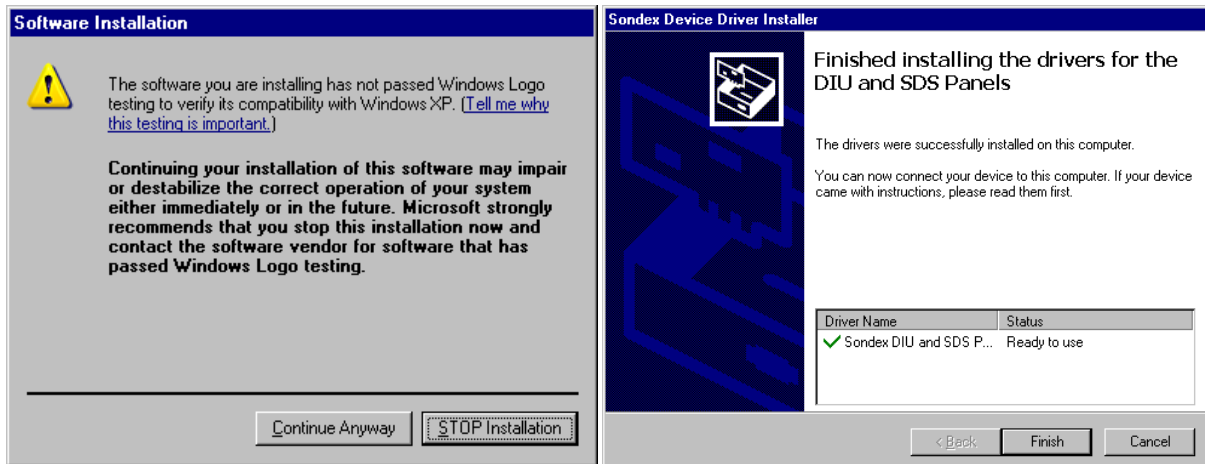 Software Installation
The software you are installing has not passed Windows Logo
testing to verify its compatibility with Windows XP. (Tell me why
this testing is important.)
Continuing your installation of this software may impair
or destabilize the correct operation of your system
either immediately or in the future. Microsoft strongly
recommends that you stop this installation now and
contact the software vendor for software that has
passed Windows Logo testing.
Continue Anyway
STOP Installation
Sondex Device Driver Installer
Finished installing the drivers for the
DIU and SDS Panels
The drivers were successfully installed on this computer.
You can now connect your device to this computer. If your device
came with instructions, please read them first.
Driver Name Status
Sondex DIU and SDS P... Ready to use
< Back Finish Cancel